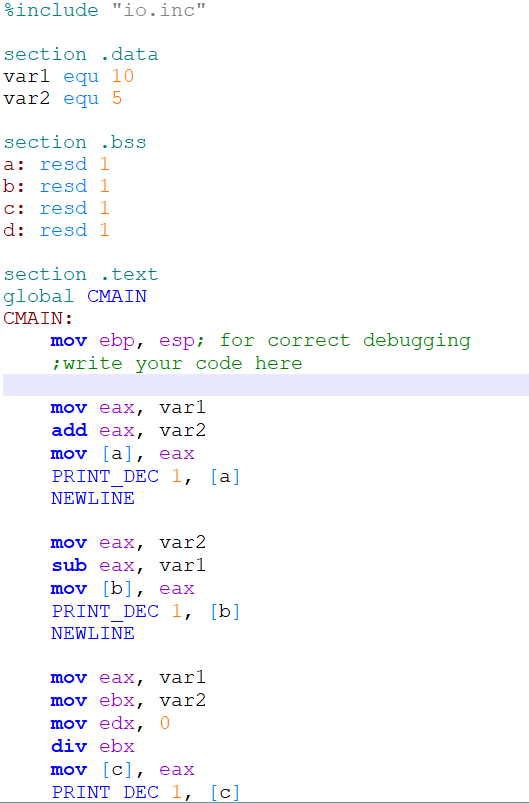 %include "io.inc"
section .data
var1 equ 10
var2 equ 5
section .bss
a: resd 1
b: resd 1
c: resd 1
d: resd 1
section .text
global CMAIN
CMAIN:
mov ebp, esp; for correct debugging
;write your code here
mov eax, var1
add eax, var2
mov [a], eax
PRINT_DEC 1, [a]
NEWLINE
mov eax, var2
sub eax, var1
mov [b], eax
PRINT_DEC 1, [b]
NEWLINE
mov eax, var1
mov ebx, var2
mov edx, 0
div ebx
mov [c], eax
PRINT_DEC 1, [c]